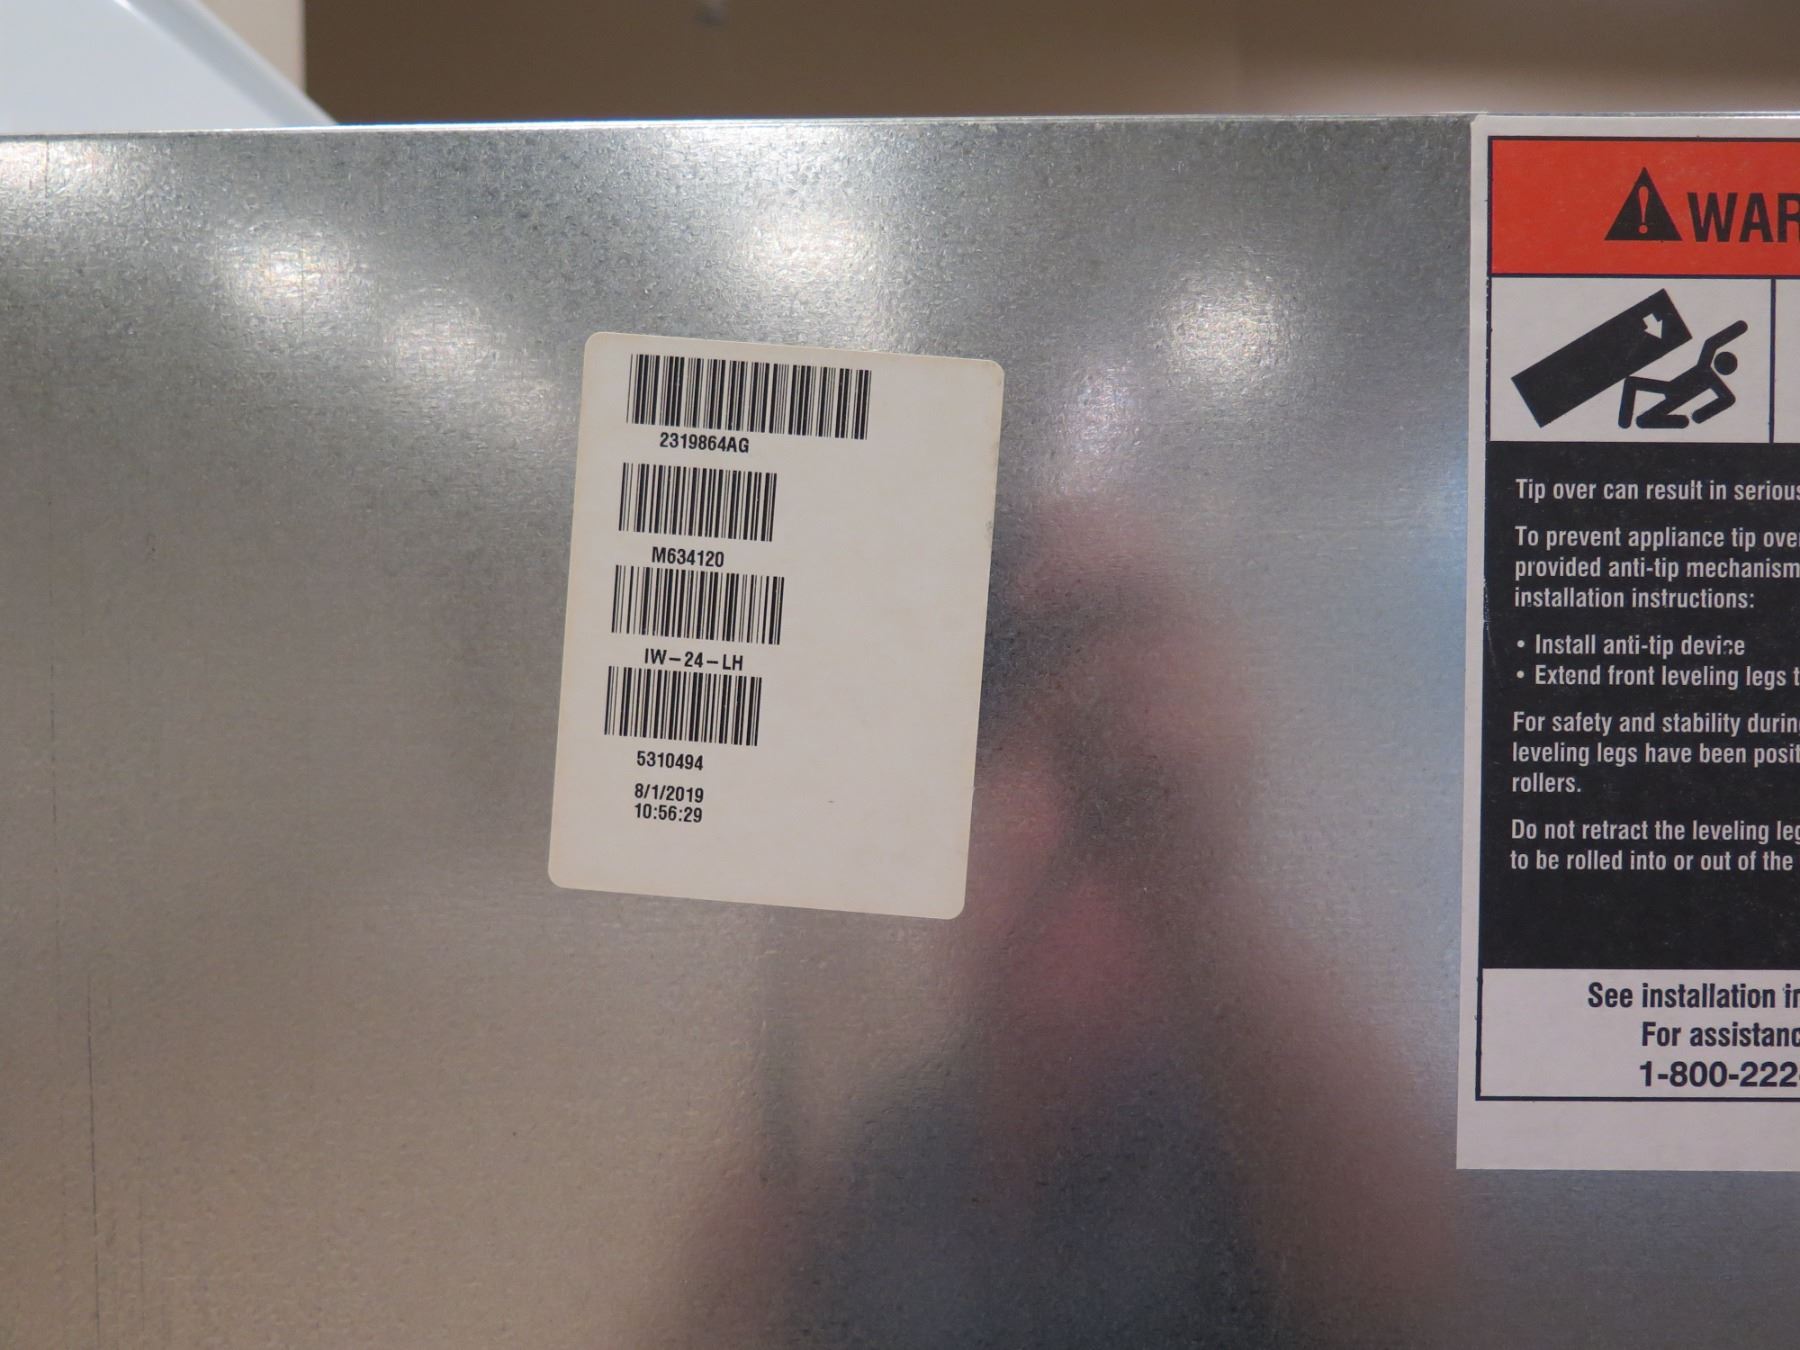 2319864AG
M634120
IW-24-LH
5310494
8/1/2019
10:56:29
WAR
Tip over can result in serious
To prevent appliance tip over
provided anti-tip mechanism
installation instructions:
• Install anti-tip device
• Extend front leveling legs t
For safety and stability during
leveling legs have been posit
rollers.
Do not retract the leveling leg
to be rolled into or out of the
See installation in
For assistanc
1-800-222-